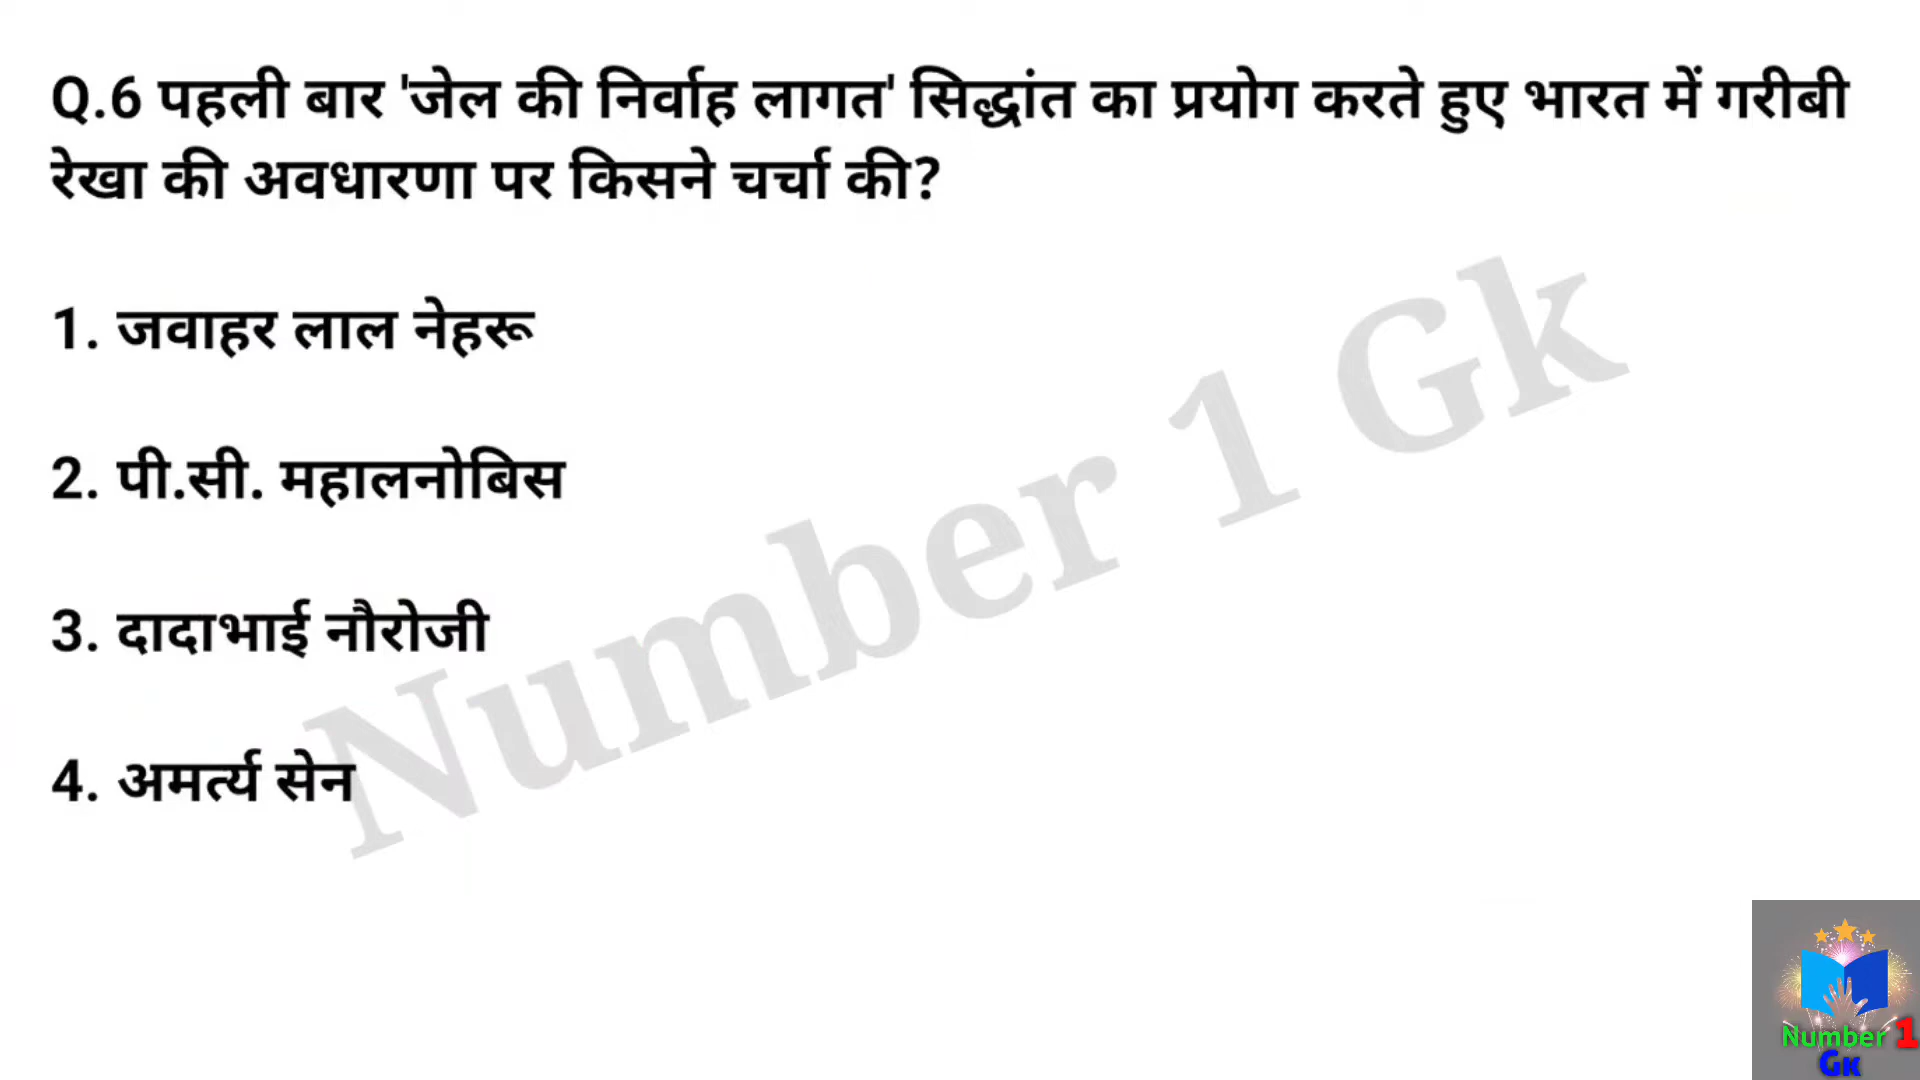 Q.6 पहली बार 'जेल की निर्वाह लागत' सिद्धांत का प्रयोग करते हुए भारत में गरीबी
रेखा की अवधारणा पर किसने चर्चा की?
1. जवाहर लाल नेहरू
2. पी.सी. महालनोबिस
3. दादाभाई नौरोजी
4. अमर्त्य सेन
Number 1 Gk
Number 1
GK